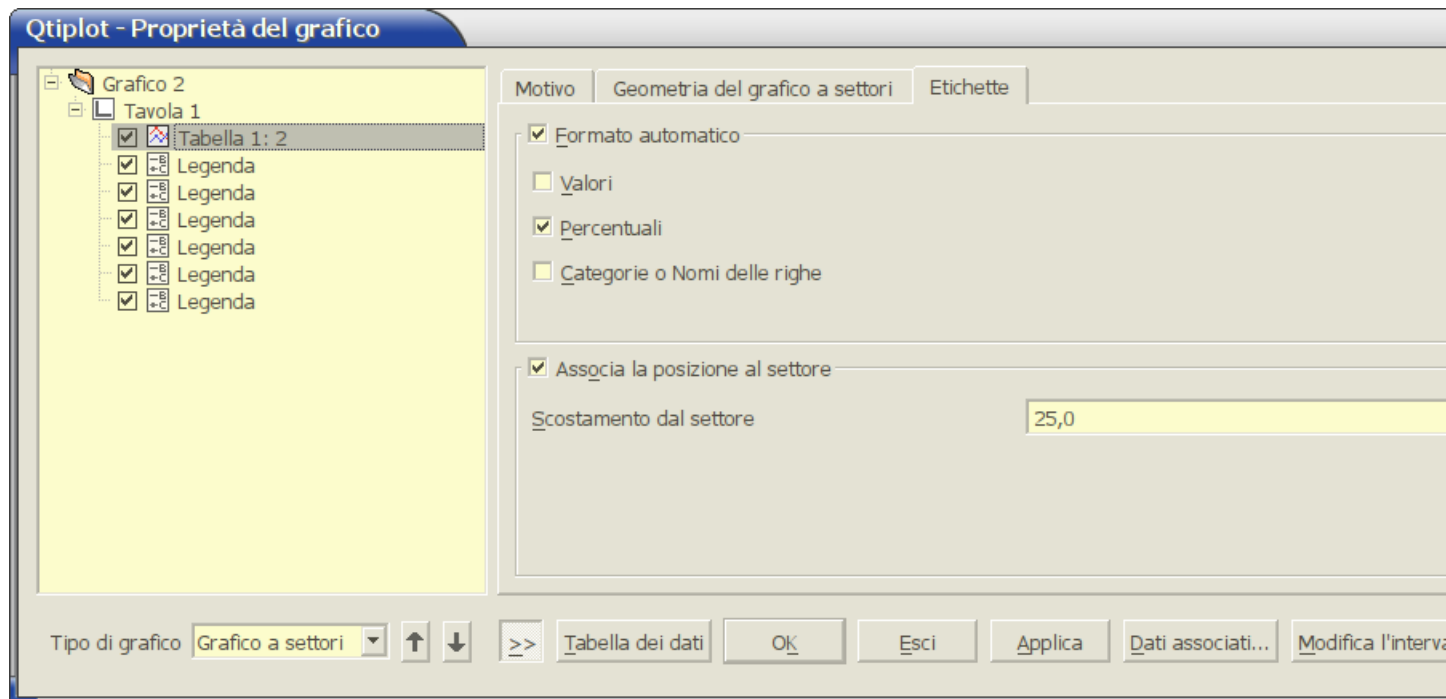 Qtiplot - Proprietà del grafico
Grafico 2
Tavola 1
Tabella 1: 2
Legenda
Legenda
Legenda
Legenda
Legenda
Legenda
Motivo
Geometria del grafico a settori
Etichette
Formato automatico
Valori
Percentuali
Categorie o Nomi delle righe
Associa la posizione al settore
Scostamento dal settore
25,0
Tipo di grafico
Grafico a settori
>>
Tabella dei dati
OK
Esci
Applica
Dati associati...
Modifica l'interva